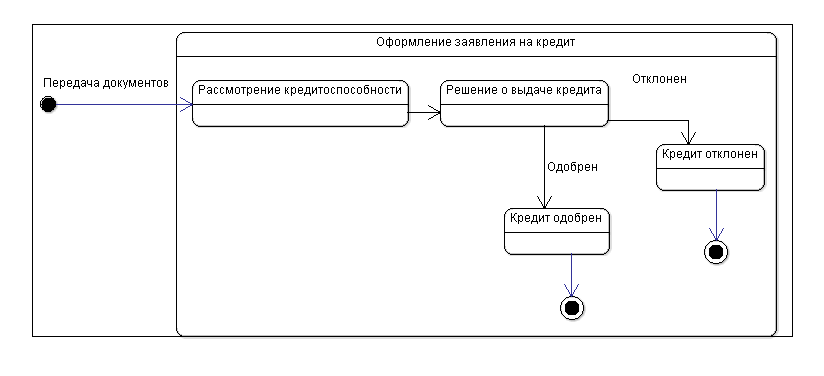 Оформление заявления на кредит
Передача документов
Рассмотрение кредитоспособности
Решение о выдаче кредита
Отклонен
Кредит отклонен
Одобрен
Кредит одобрен